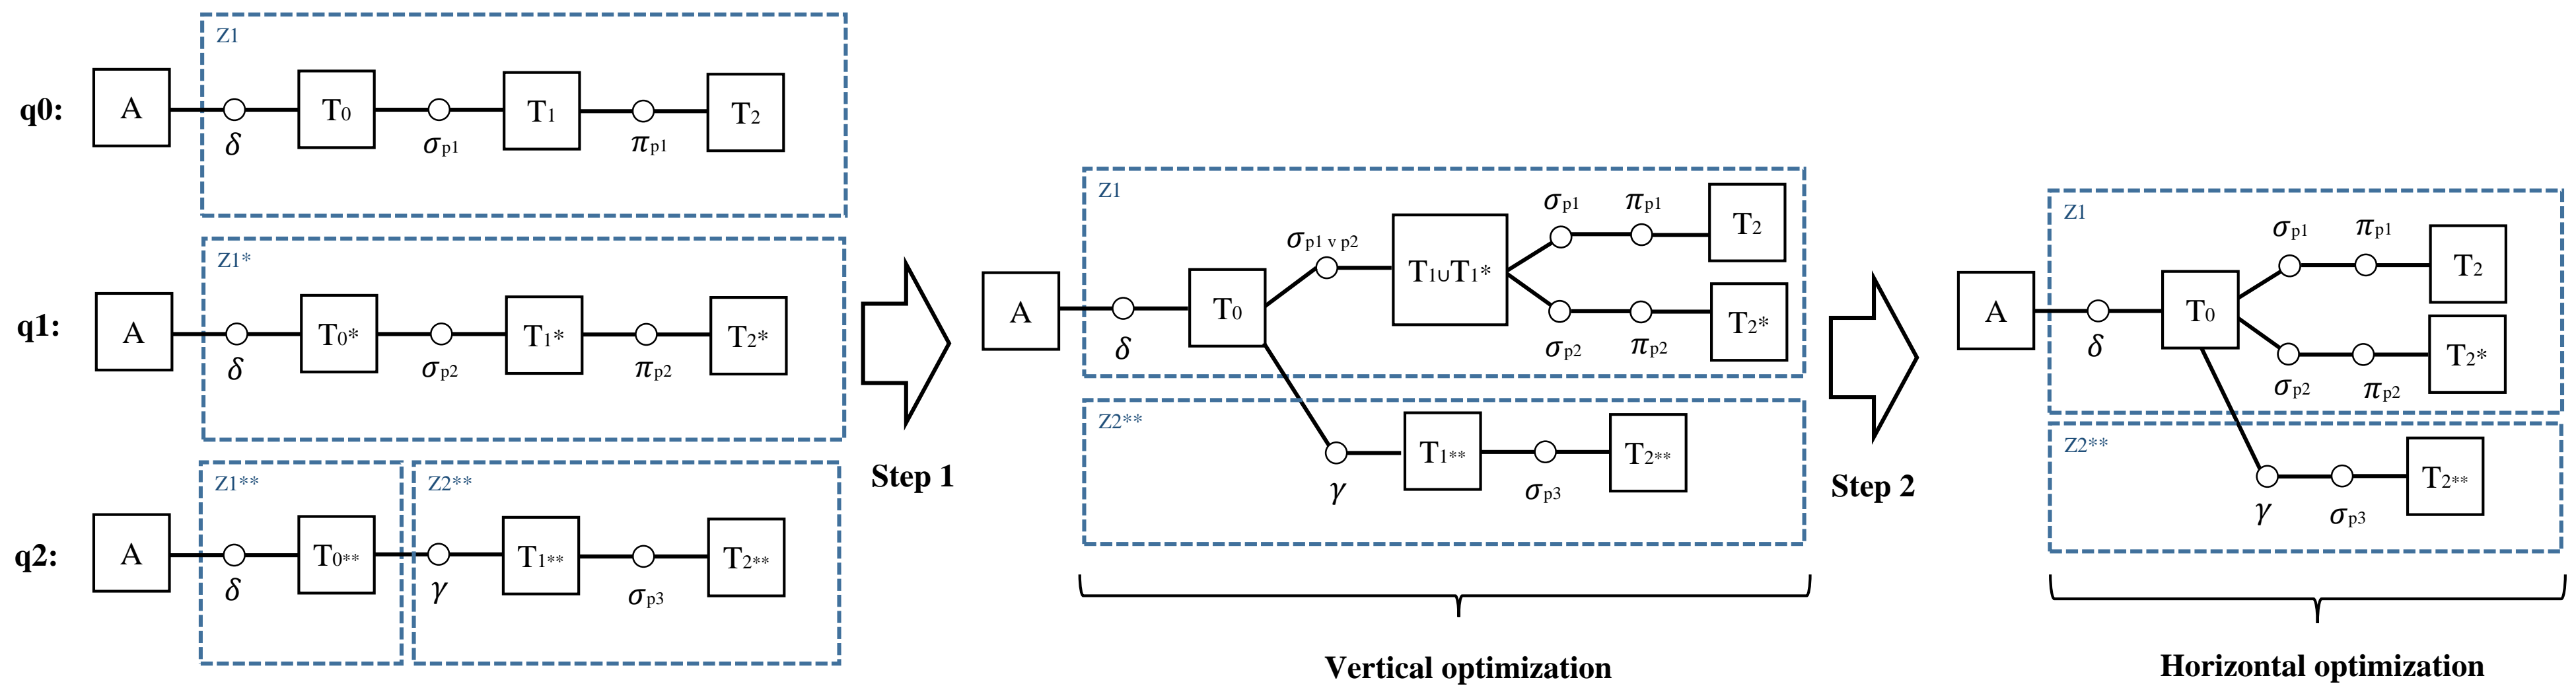 Z1
q0: A T0 T1 T2
δ σp1 πp1
Z1*
q1: A T0* T1* T2*
δ σp2 πp2
Z1** Z2**
q2: A T0** T1** T2**
δ γ σp3
Step 1
Z1
σp1 πp1 T2
σp1 v p2
A T0 T1∪T1*
δ σp2 πp2 T2*
Z2**
T1** T2**
γ σp3
Vertical optimization
Step 2
Z1
σp1 πp1 T2
A T0
δ σp2 πp2 T2*
Z2**
T2**
γ σp3
Horizontal optimization